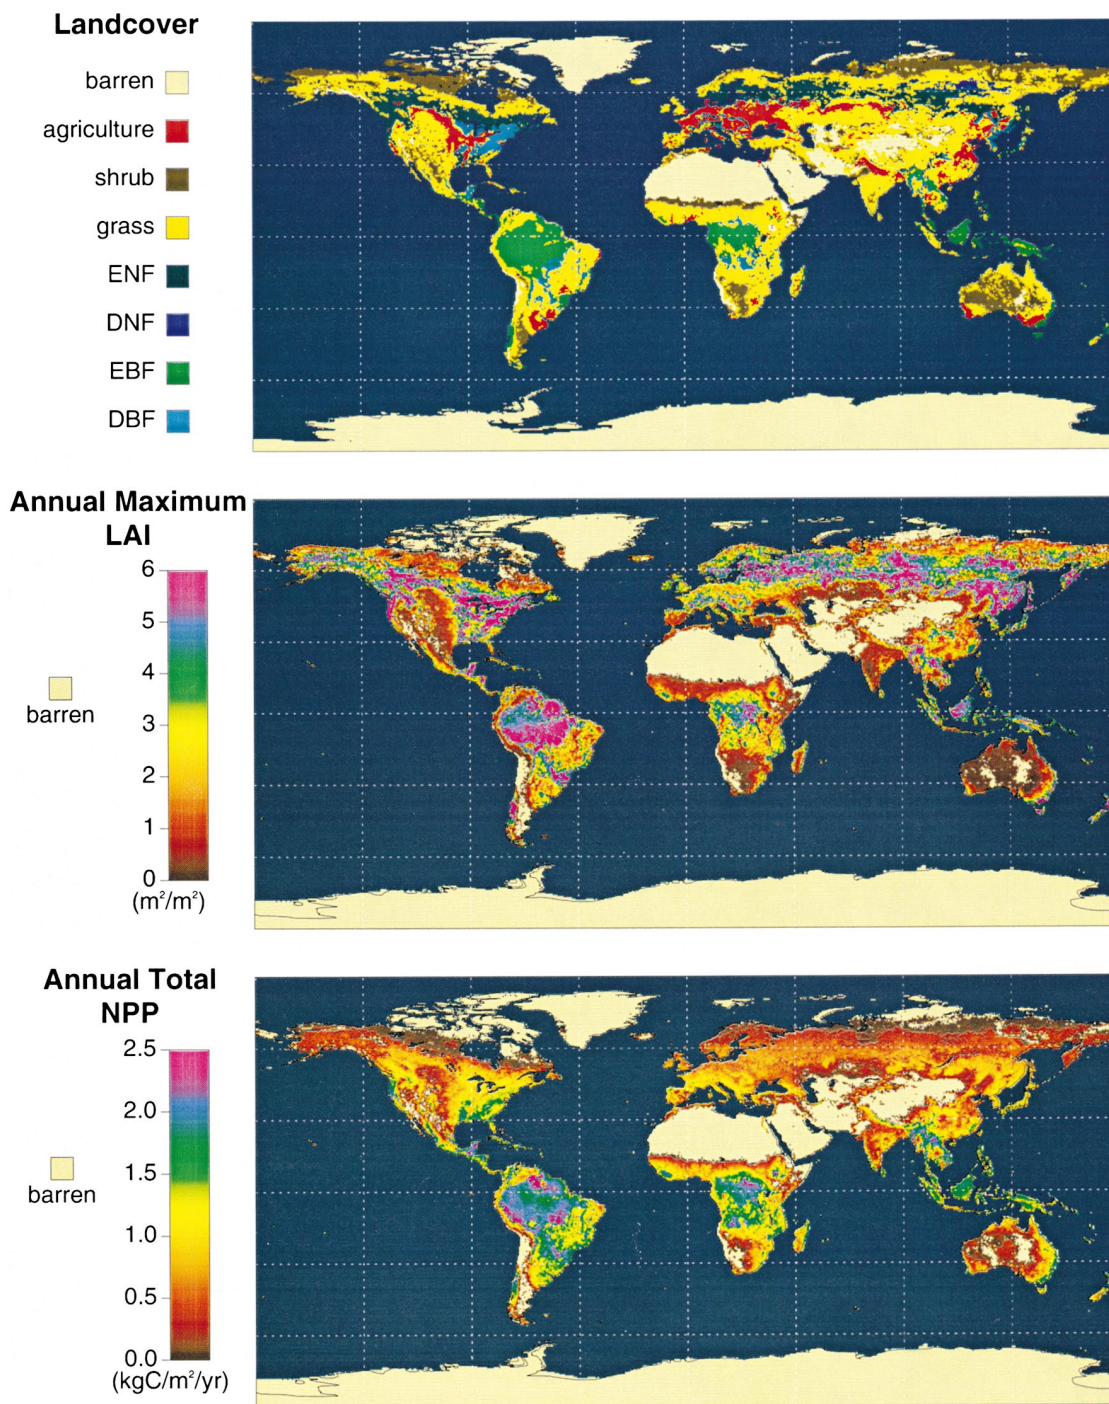 Landcover
barren
agriculture
shrub
grass
ENF
DNF
EBF
DBF
Annual Maximum
LAI
6
5
4
3
2
1
0
barren
(m²/m²)
Annual Total
NPP
2.5
2.0
1.5
1.0
0.5
0.0
barren
(kgC/m²/yr)